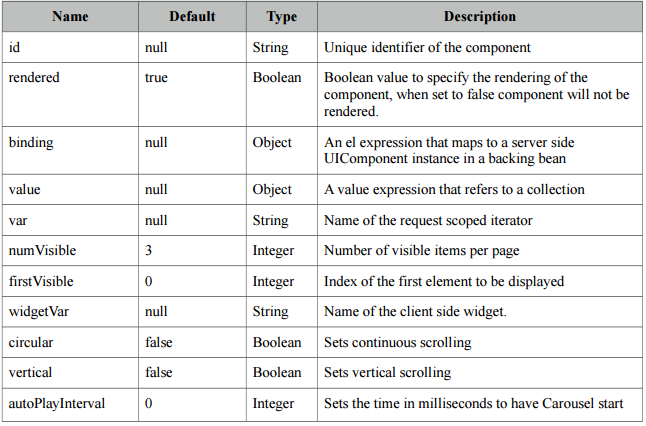 Name Default Type Description
id null String Unique identifier of the component
rendered true Boolean Boolean value to specify the rendering of the
component, when set to false component will not be
rendered.
binding null Object An el expression that maps to a server side
UIComponent instance in a backing bean
value null Object A value expression that refers to a collection
var null String Name of the request scoped iterator
numVisible 3 Integer Number of visible items per page
firstVisible 0 Integer Index of the first element to be displayed
widgetVar null String Name of the client side widget.
circular false Boolean Sets continuous scrolling
vertical false Boolean Sets vertical scrolling
autoPlayInterval 0 Integer Sets the time in milliseconds to have Carousel start